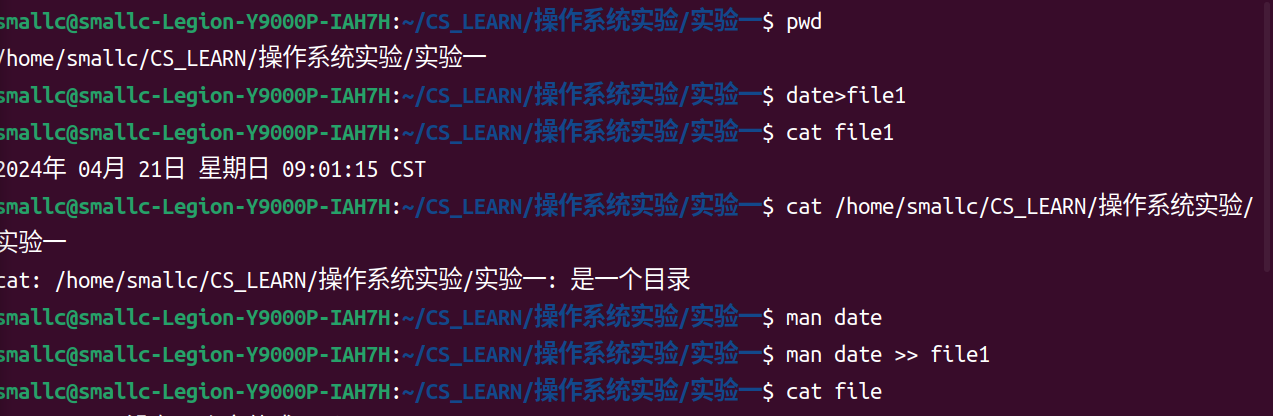 smallc@smallc-Legion-Y9000P-IAH7H:~/CS_LEARN/操作系统实验/实验一$ pwd
/home/smallc/CS_LEARN/操作系统实验/实验一
smallc@smallc-Legion-Y9000P-IAH7H:~/CS_LEARN/操作系统实验/实验一$ date>file1
smallc@smallc-Legion-Y9000P-IAH7H:~/CS_LEARN/操作系统实验/实验一$ cat file1
2024年 04月 21日 星期日 09:01:15 CST
smallc@smallc-Legion-Y9000P-IAH7H:~/CS_LEARN/操作系统实验/实验一$ cat /home/smallc/CS_LEARN/操作系统实验/
实验一
cat: /home/smallc/CS_LEARN/操作系统实验/实验一: 是一个目录
smallc@smallc-Legion-Y9000P-IAH7H:~/CS_LEARN/操作系统实验/实验一$ man date
smallc@smallc-Legion-Y9000P-IAH7H:~/CS_LEARN/操作系统实验/实验一$ man date >> file1
smallc@smallc-Legion-Y9000P-IAH7H:~/CS_LEARN/操作系统实验/实验一$ cat file